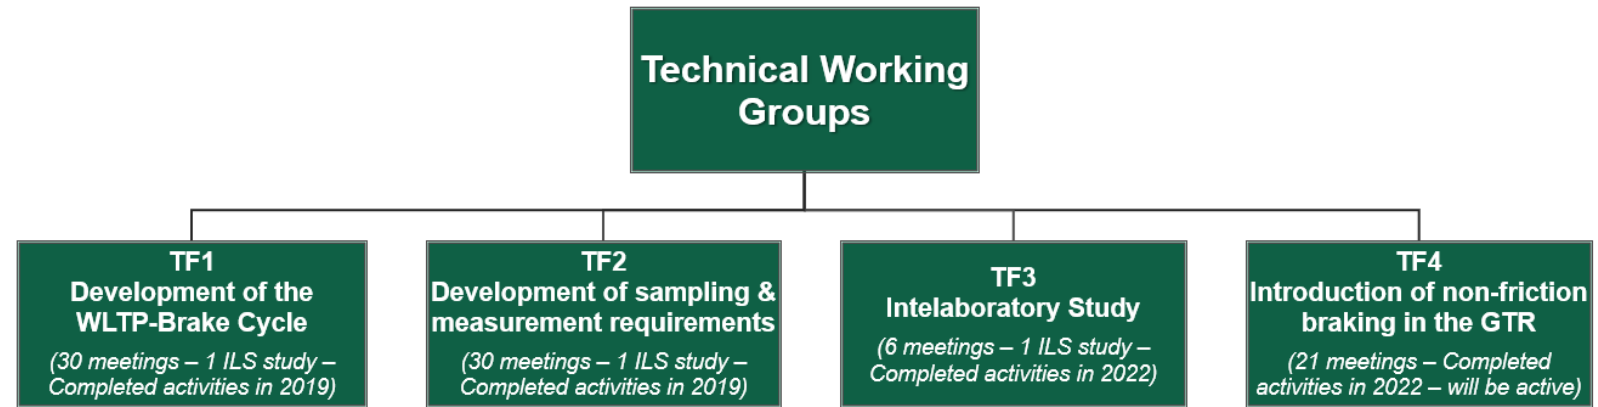 Technical Working
Groups
TF1
Development of the
WLTP-Brake Cycle
(30 meetings – 1 ILS study –
Completed activities in 2019)
TF2
Development of sampling &
measurement requirements
(30 meetings – 1 ILS study –
Completed activities in 2019)
TF3
Intelaboratory Study
(6 meetings – 1 ILS study –
Completed activities in 2022)
TF4
Introduction of non-friction
braking in the GTR
(21 meetings – Completed
activities in 2022 – will be active)